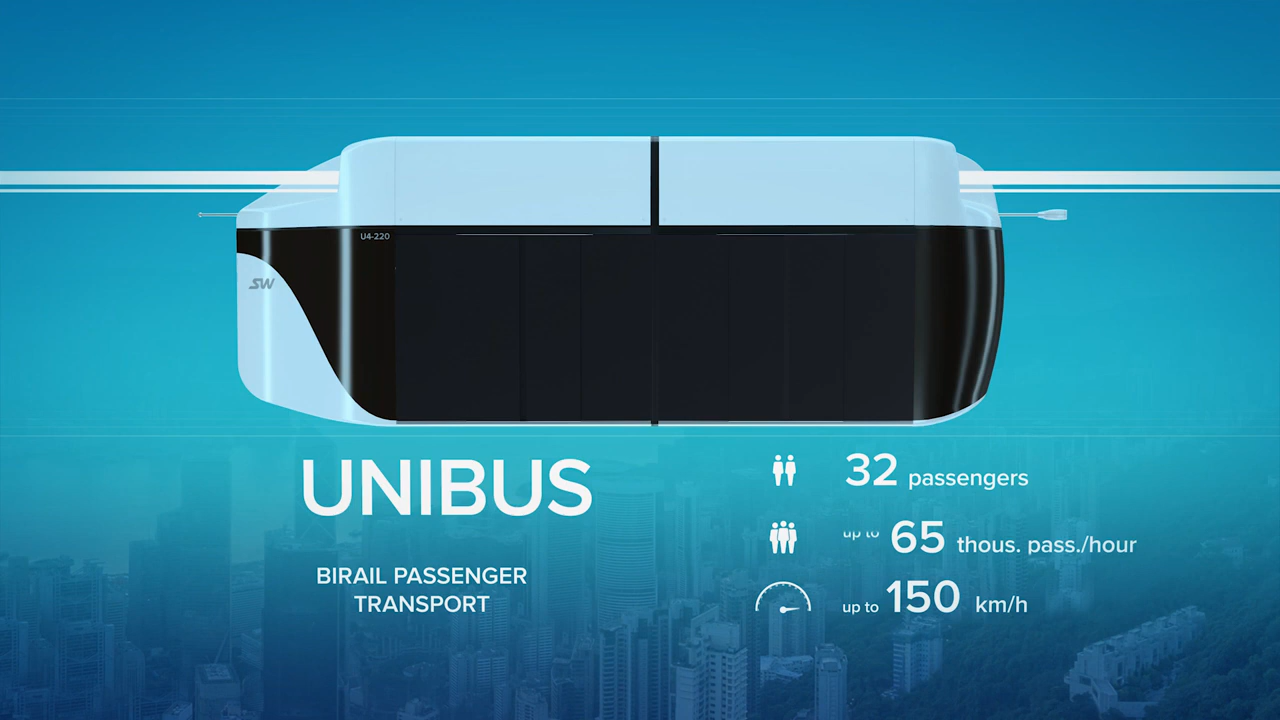 U4-220
SW
UNIBUS
BIRAIL PASSENGER
TRANSPORT
32 passengers
up to 65 thous. pass./hour
up to 150 km/h